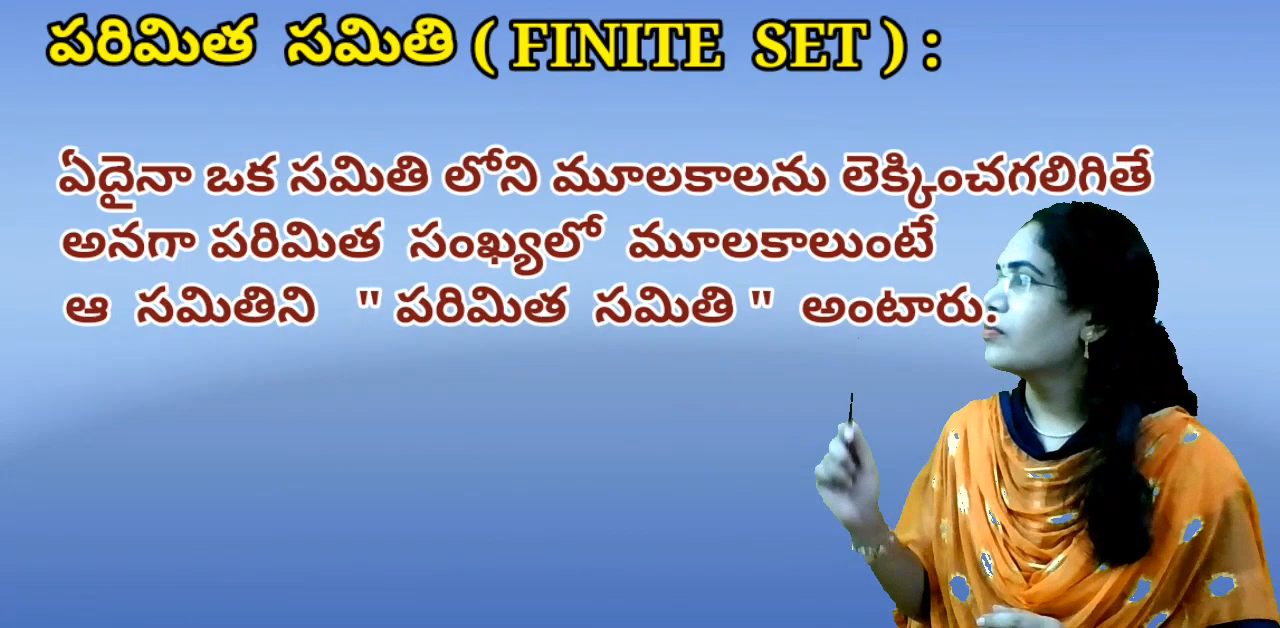 పరిమిత సమితి ( FINITE SET ) :
ఏదైనా ఒక సమితి లోని మూలకాలను లెక్కించగలిగితే
అనగా పరిమిత సంఖ్యలో మూలకాలుంటే
ఆ సమితిని " పరిమిత సమితి " అంటారు.